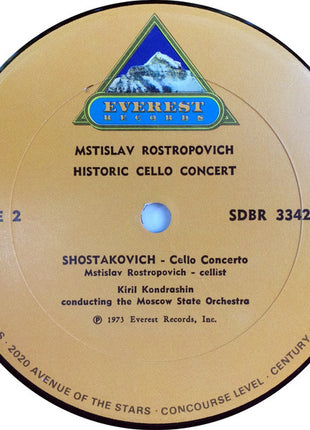 EVEREST
RECORDS
MSTISLAV ROSTROPOVICH
HISTORIC CELLO CONCERT
E 2
SDBR 3342
SHOSTAKOVICH - Cello Concerto
Mstislav Rostropovich - cellist
Kiril Kondrashin
conducting the Moscow State Orchestra
℗ 1973 Everest Records, Inc.
S · 2020 AVENUE OF THE STARS · CONCOURSE LEVEL · CENTURY